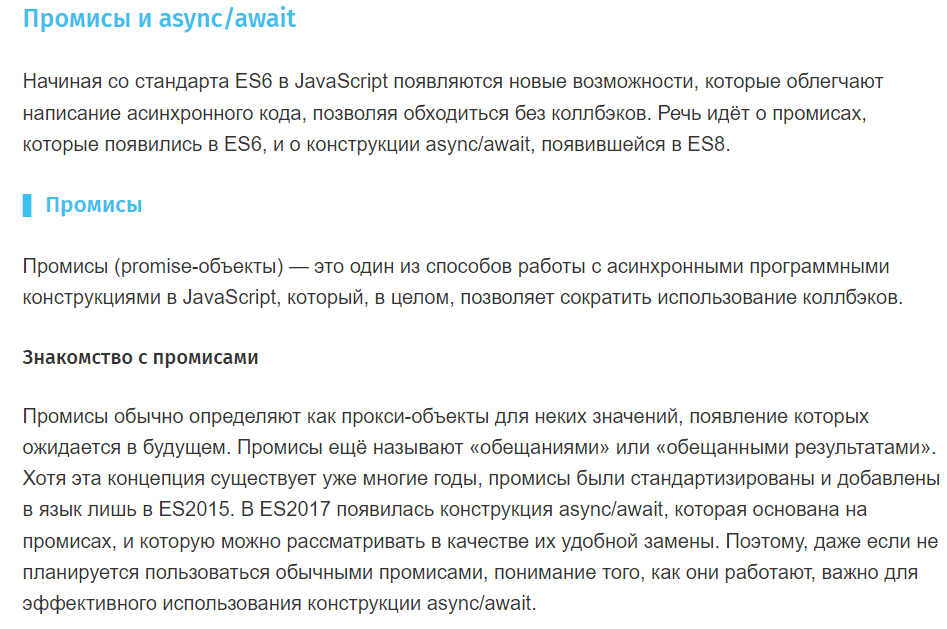 Промисы и async/await
Начиная со стандарта ES6 в JavaScript появляются новые возможности, которые облегчают
написание асинхронного кода, позволяя обходиться без коллбэков. Речь идёт о промисах,
которые появились в ES6, и о конструкции async/await, появившейся в ES8.
Промисы
Промисы (promise-объекты) — это один из способов работы с асинхронными программными
конструкциями в JavaScript, который, в целом, позволяет сократить использование коллбэков.
Знакомство с промисами
Промисы обычно определяют как прокси-объекты для неких значений, появление которых
ожидается в будущем. Промисы ещё называют «обещаниями» или «обещанными результатами».
Хотя эта концепция существует уже многие годы, промисы были стандартизированы и добавлены
в язык лишь в ES2015. В ES2017 появилась конструкция async/await, которая основана на
промисах, и которую можно рассматривать в качестве их удобной замены. Поэтому, даже если не
планируется пользоваться обычными промисами, понимание того, как они работают, важно для
эффективного использования конструкции async/await.